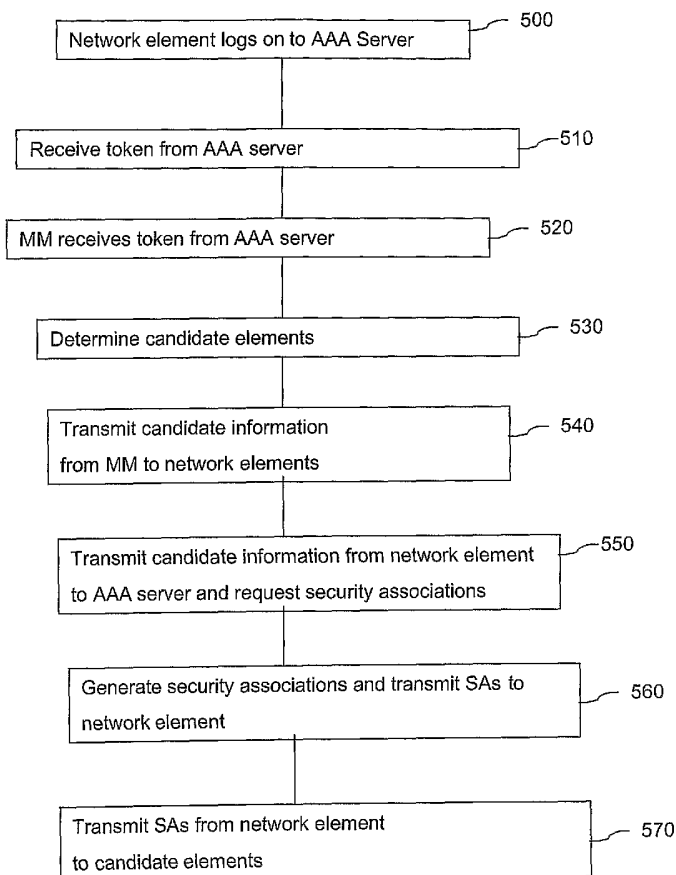 Network element logs on to AAA Server
500
Receive token from AAA server
510
MM receives token from AAA server
520
Determine candidate elements
530
Transmit candidate information
from MM to network elements
540
Transmit candidate information from network element
to AAA server and request security associations
550
Generate security associations and transmit SAs to
network element
560
Transmit SAs from network element
to candidate elements
570